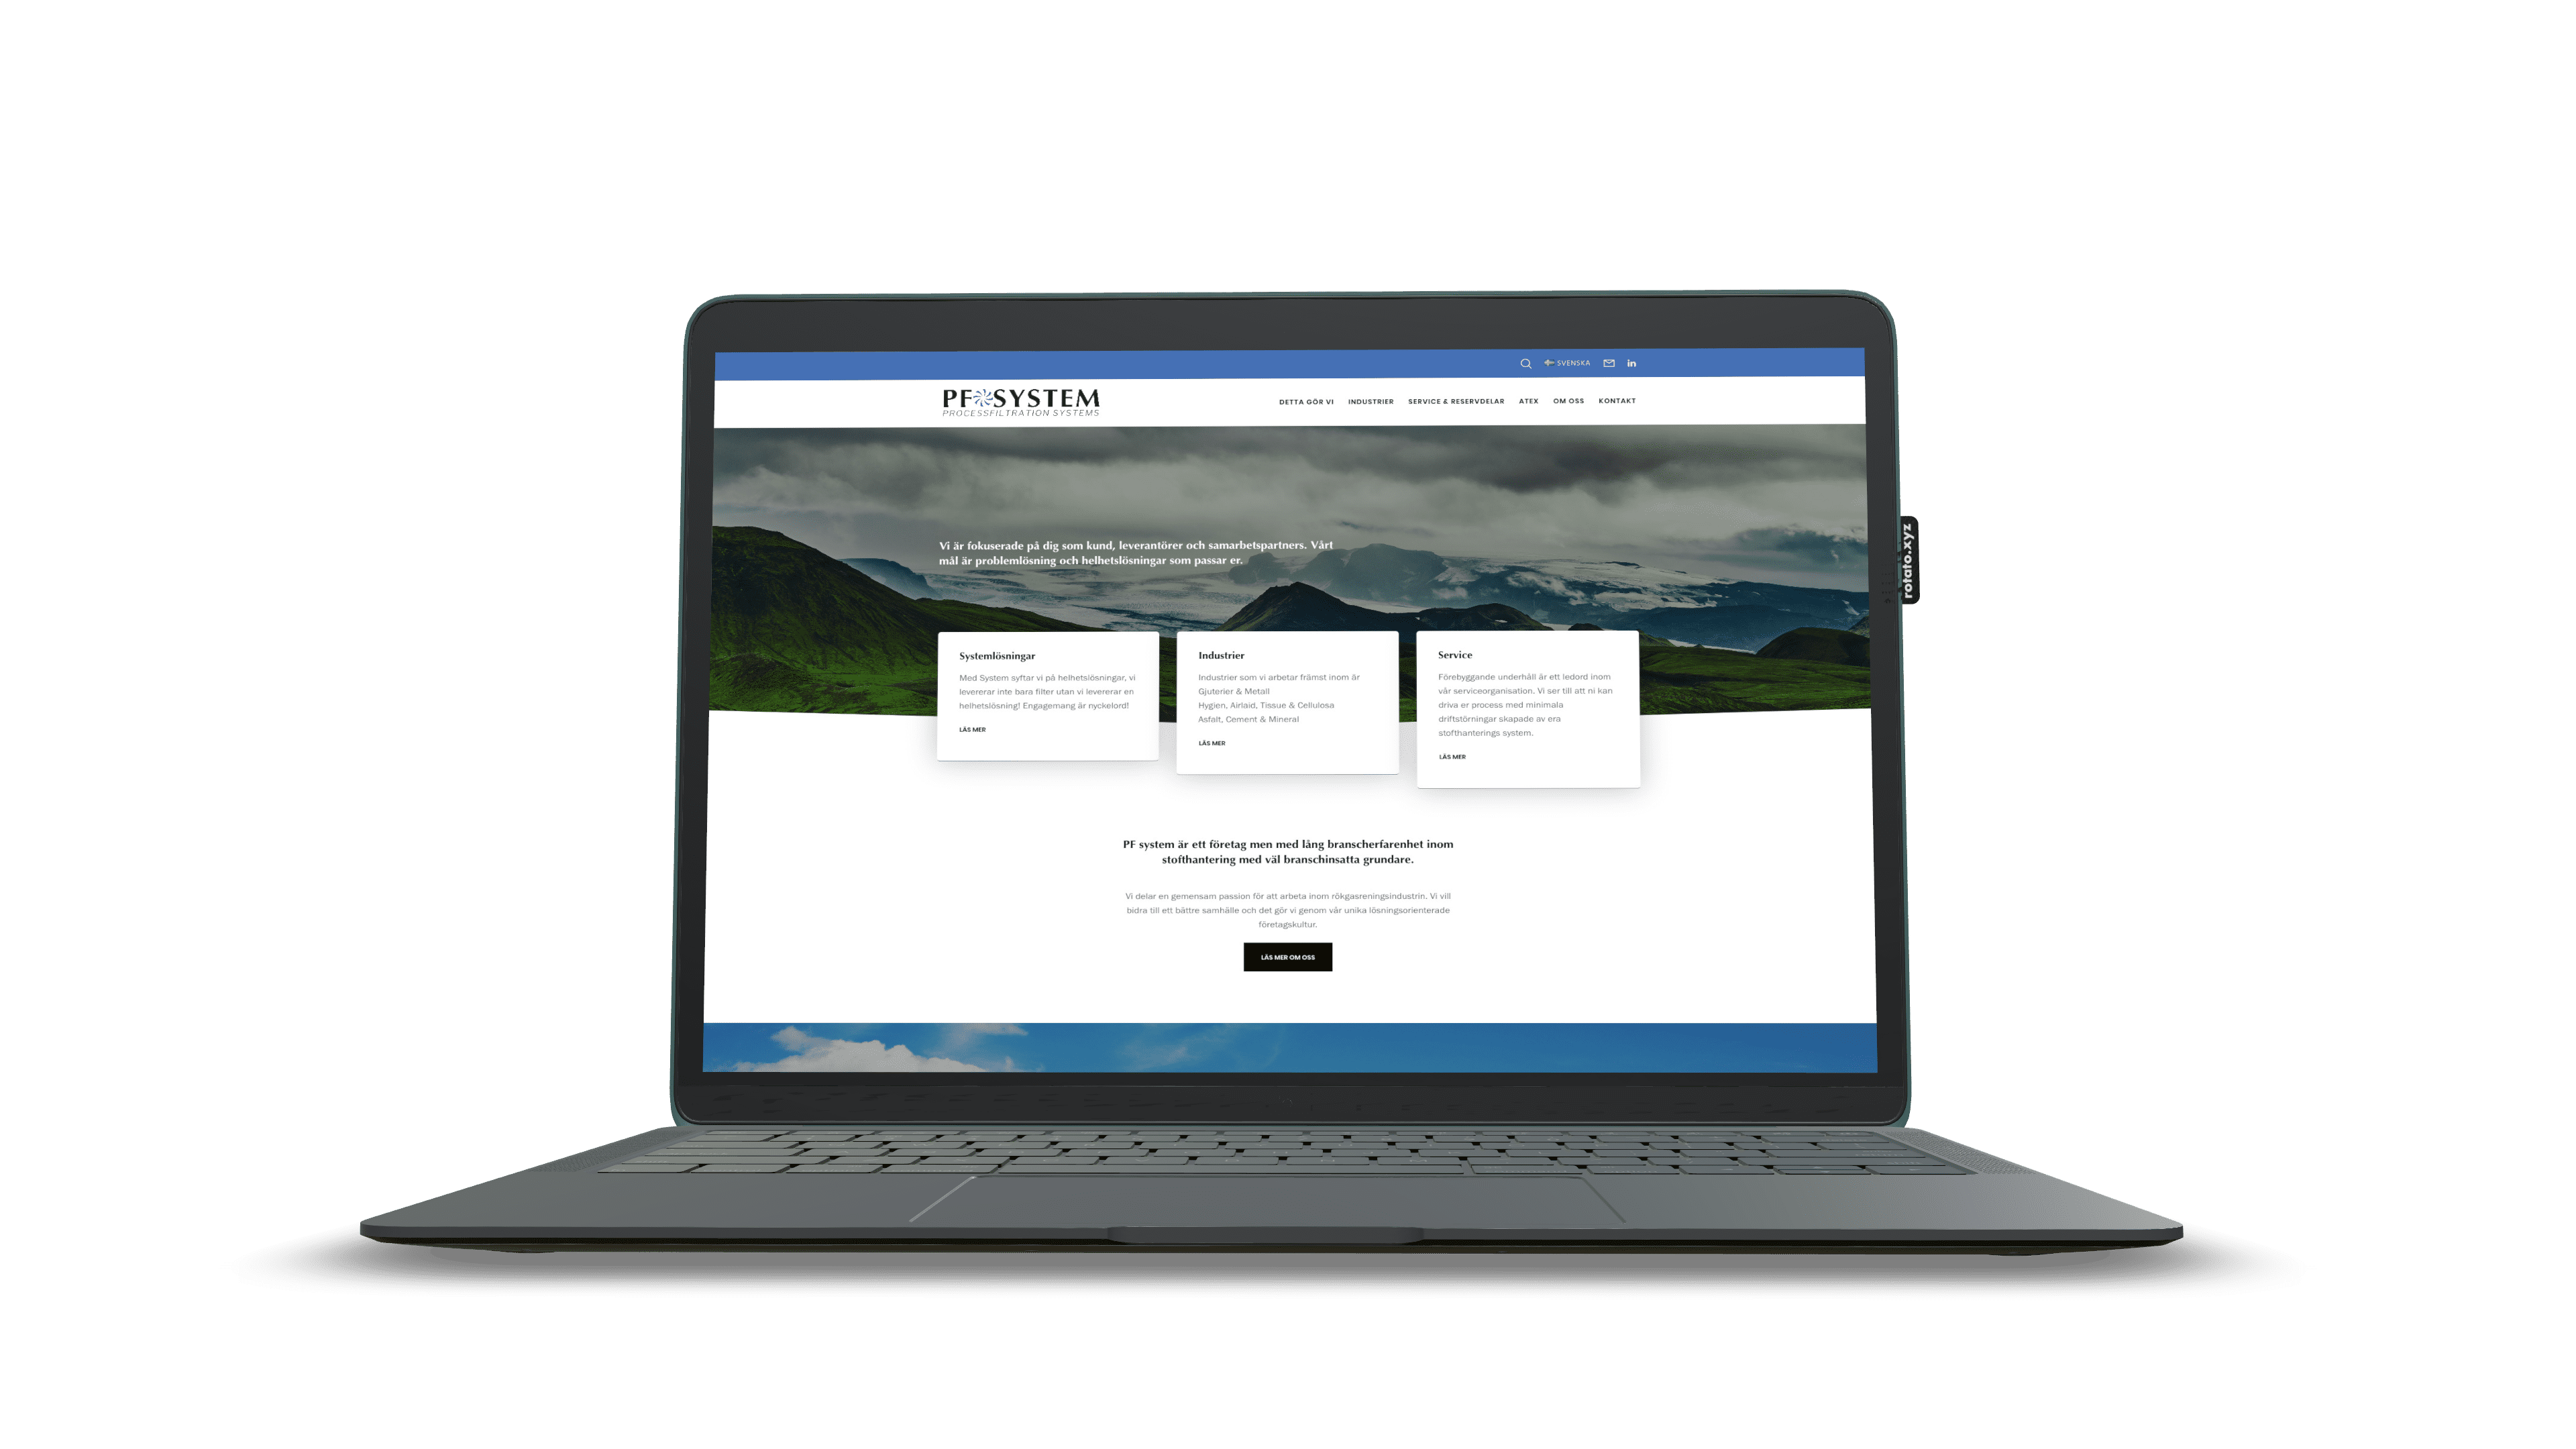 SVENSKA
in
PF SYSTEM
PROCESSFILTRATION SYSTEMS
DETTA GÖR VI INDUSTRIER SERVICE & RESERVDELAR ATEX OM OSS KONTAKT
Vi är fokuserade på dig som kund, leverantörer och samarbetspartners. Vårt
mål är problemlösning och helhetslösningar som passar er.
rotato.xyz
Systemlösningar
Med System syftar vi på helhetslösningar, vi
levererar inte bara filter utan vi levererar en
helhetslösning! Engagemang är nyckelord!
LÄS MER
Industrier
Industrier som vi arbetar främst inom är
Gjuterier & Metall
Hygien, Airlaid, Tissue & Cellulosa
Asfalt, Cement & Mineral
LÄS MER
Service
Förebyggande underhåll är ett ledord inom
vår serviceorganisation. Vi ser till att ni kan
driva er process med minimala
driftstörningar skapade av era
stofthanterings system.
LÄS MER
PF system är ett företag men med lång branscherfarenhet inom
stofthantering med väl branschinsatta grundare.
Vi delar en gemensam passion för att arbeta inom rökgasreningsindustrin. Vi vill
bidra till ett bättre samhälle och det gör vi genom vår unika lösningsorienterade
företagskultur.
LÄS MER OM OSS